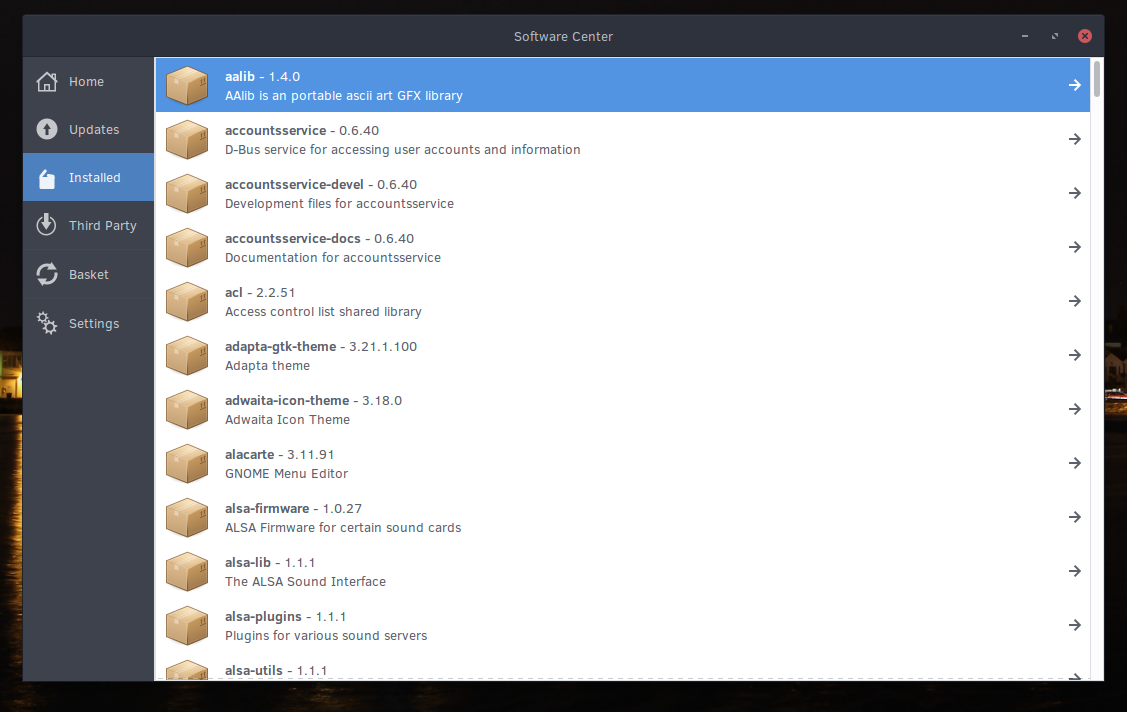 Software Center
Home
Updates
Installed
Third Party
Basket
Settings
aalib - 1.4.0
AAlib is an portable ascii art GFX library
accountsservice - 0.6.40
D-Bus service for accessing user accounts and information
accountsservice-devel - 0.6.40
Development files for accountsservice
accountsservice-docs - 0.6.40
Documentation for accountsservice
acl - 2.2.51
Access control list shared library
adapta-gtk-theme - 3.21.1.100
Adapta theme
adwaita-icon-theme - 3.18.0
Adwaita Icon Theme
alacarte - 3.11.91
GNOME Menu Editor
alsa-firmware - 1.0.27
ALSA Firmware for certain sound cards
alsa-lib - 1.1.1
The ALSA Sound Interface
alsa-plugins - 1.1.1
Plugins for various sound servers
alsa-utils - 1.1.1